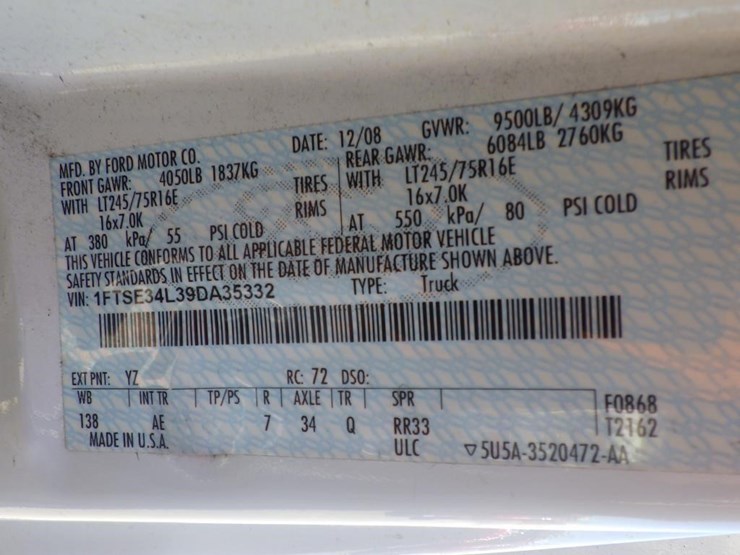 MFD. BY FORD MOTOR CO. DATE: 12/08 GVWR: 9500LB/ 4309KG
FRONT GAWR: 4050LB 1837KG REAR GAWR: 6084LB 2760KG
WITH LT245/75R16E TIRES WITH LT245/75R16E TIRES
16x7.0K RIMS 16x7.0K RIMS
AT 380 kPa/ 55 PSI COLD AT 550 kPa/ 80 PSI COLD
THIS VEHICLE CONFORMS TO ALL APPLICABLE FEDERAL MOTOR VEHICLE
SAFETY STANDARDS IN EFFECT ON THE DATE OF MANUFACTURE SHOWN ABOVE.
VIN: 1FTSE34L39DA35332 TYPE: Truck
EXT PNT: YZ RC: 72 DSO:
WB INT TR TP/PS R AXLE TR SPR F0868
138 AE 7 34 Q RR33 T2162
MADE IN U.S.A. ULC ▽5U5A-3520472-AA